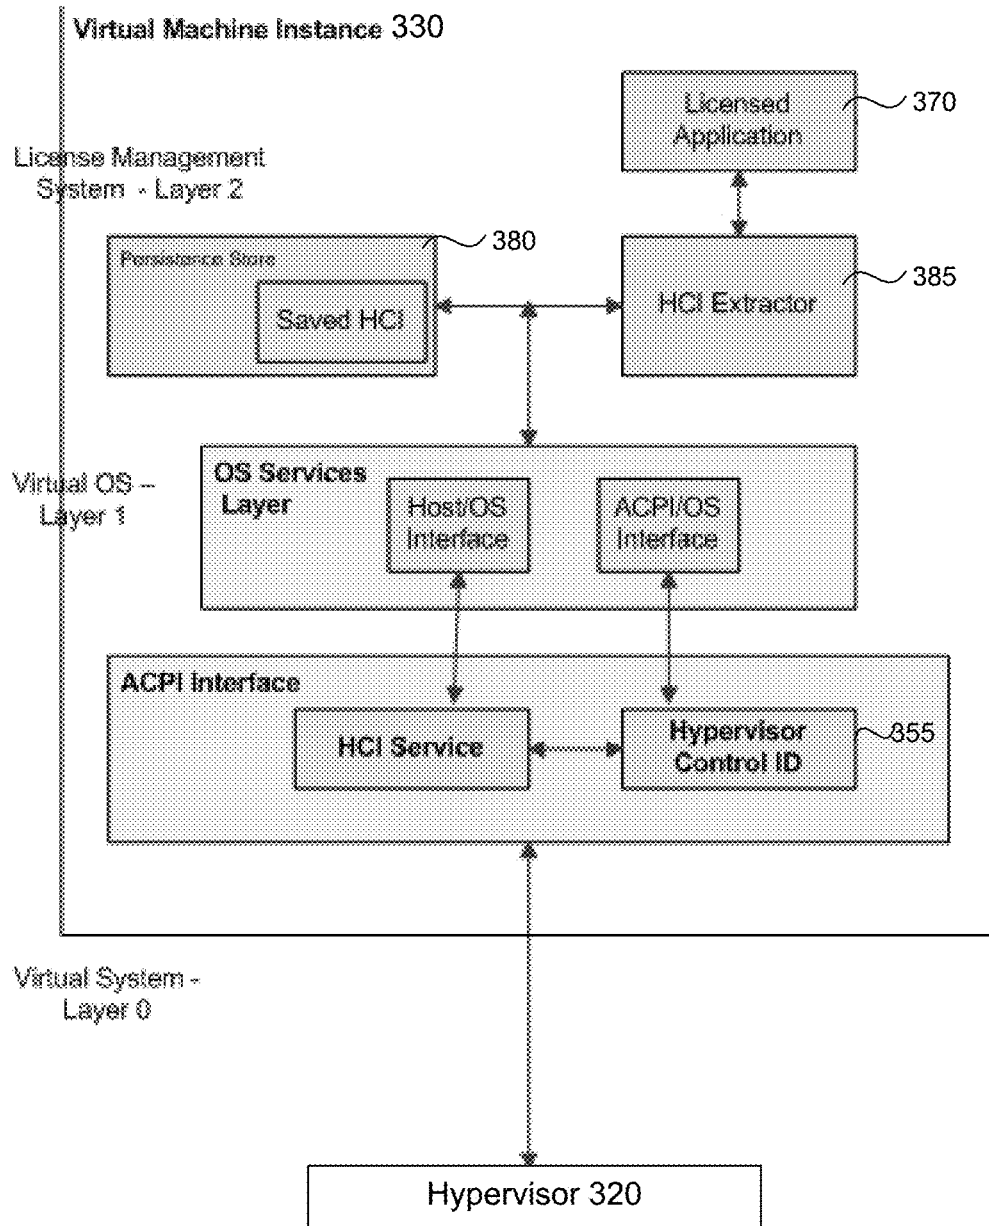 Virtual Machine Instance 330
Licensed
Application
370
License Management
System - Layer 2
Persistance Store
380
Saved HCI
HCI Extractor
385
OS Services
Layer
Virtual OS –
Layer 1
Host/OS
Interface
ACPI/OS
Interface
ACPI Interface
HCI Service
Hypervisor
Control ID
355
Virtual System -
Layer 0
Hypervisor 320